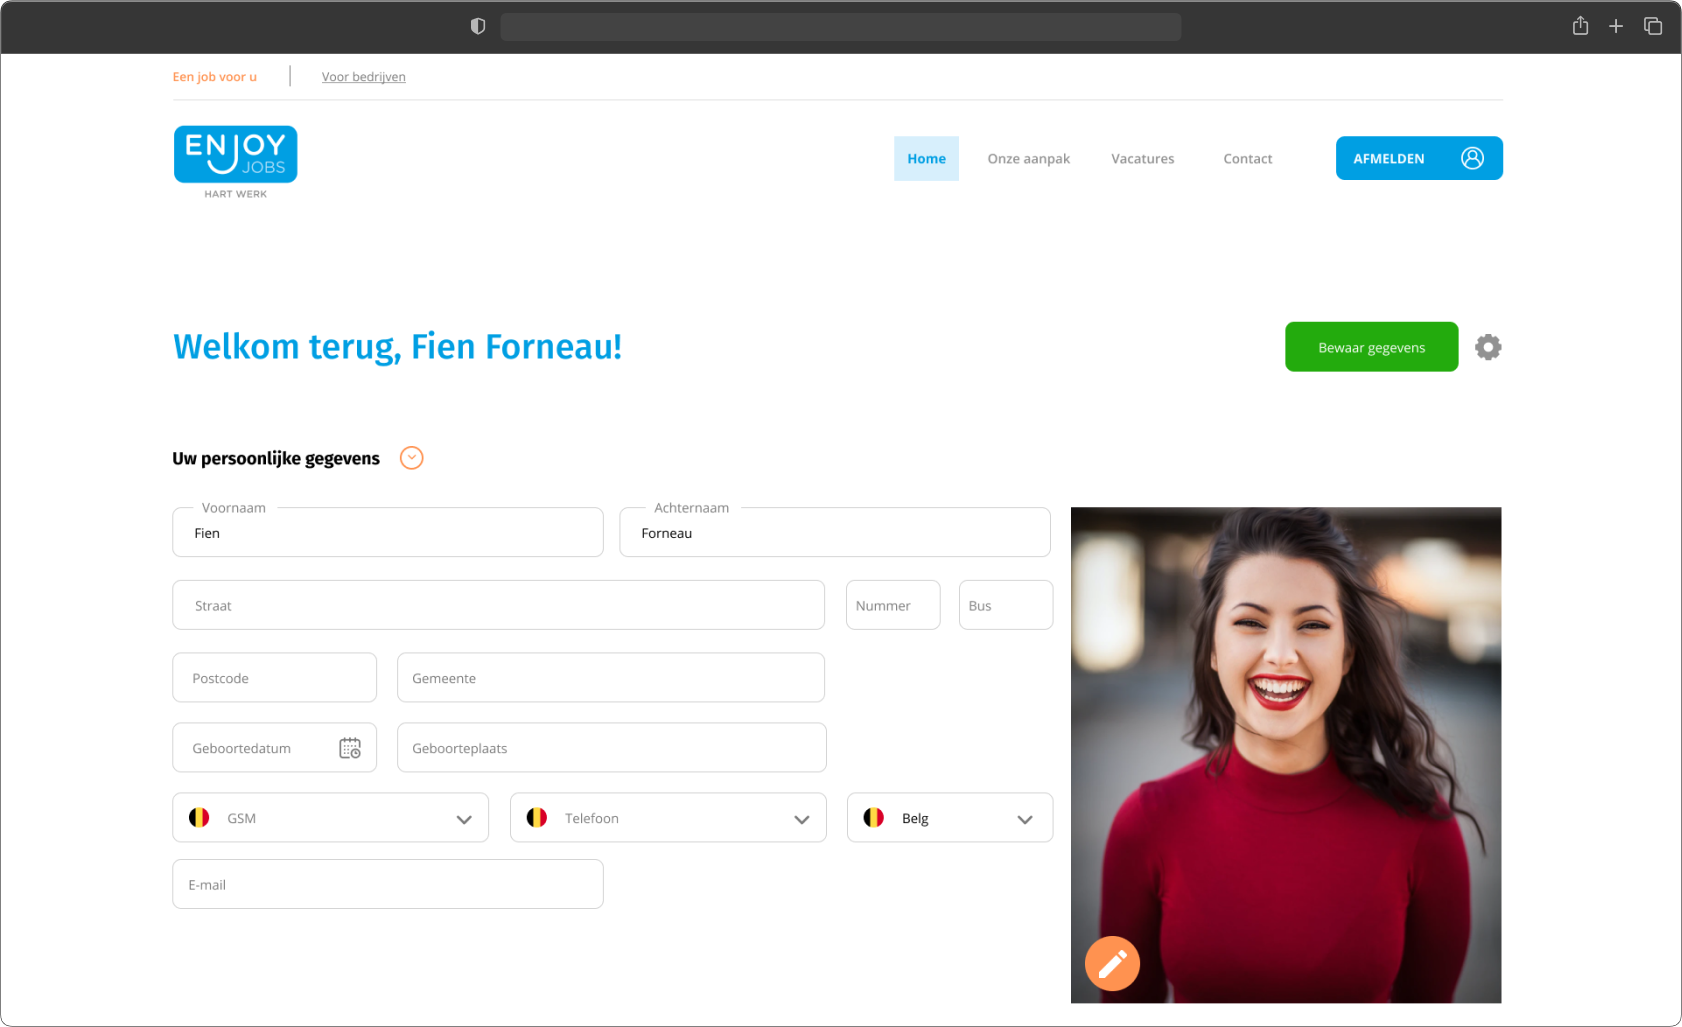 Een job voor u
Voor bedrijven
ENJOY
JOBS
HART WERK
Home
Onze aanpak
Vacatures
Contact
AFMELDEN
Welkom terug, Fien Forneau!
Bewaar gegevens
Uw persoonlijke gegevens
Voornaam
Fien
Achternaam
Forneau
Straat
Nummer
Bus
Postcode
Gemeente
Geboortedatum
Geboorteplaats
GSM
Telefoon
Belg
E-mail